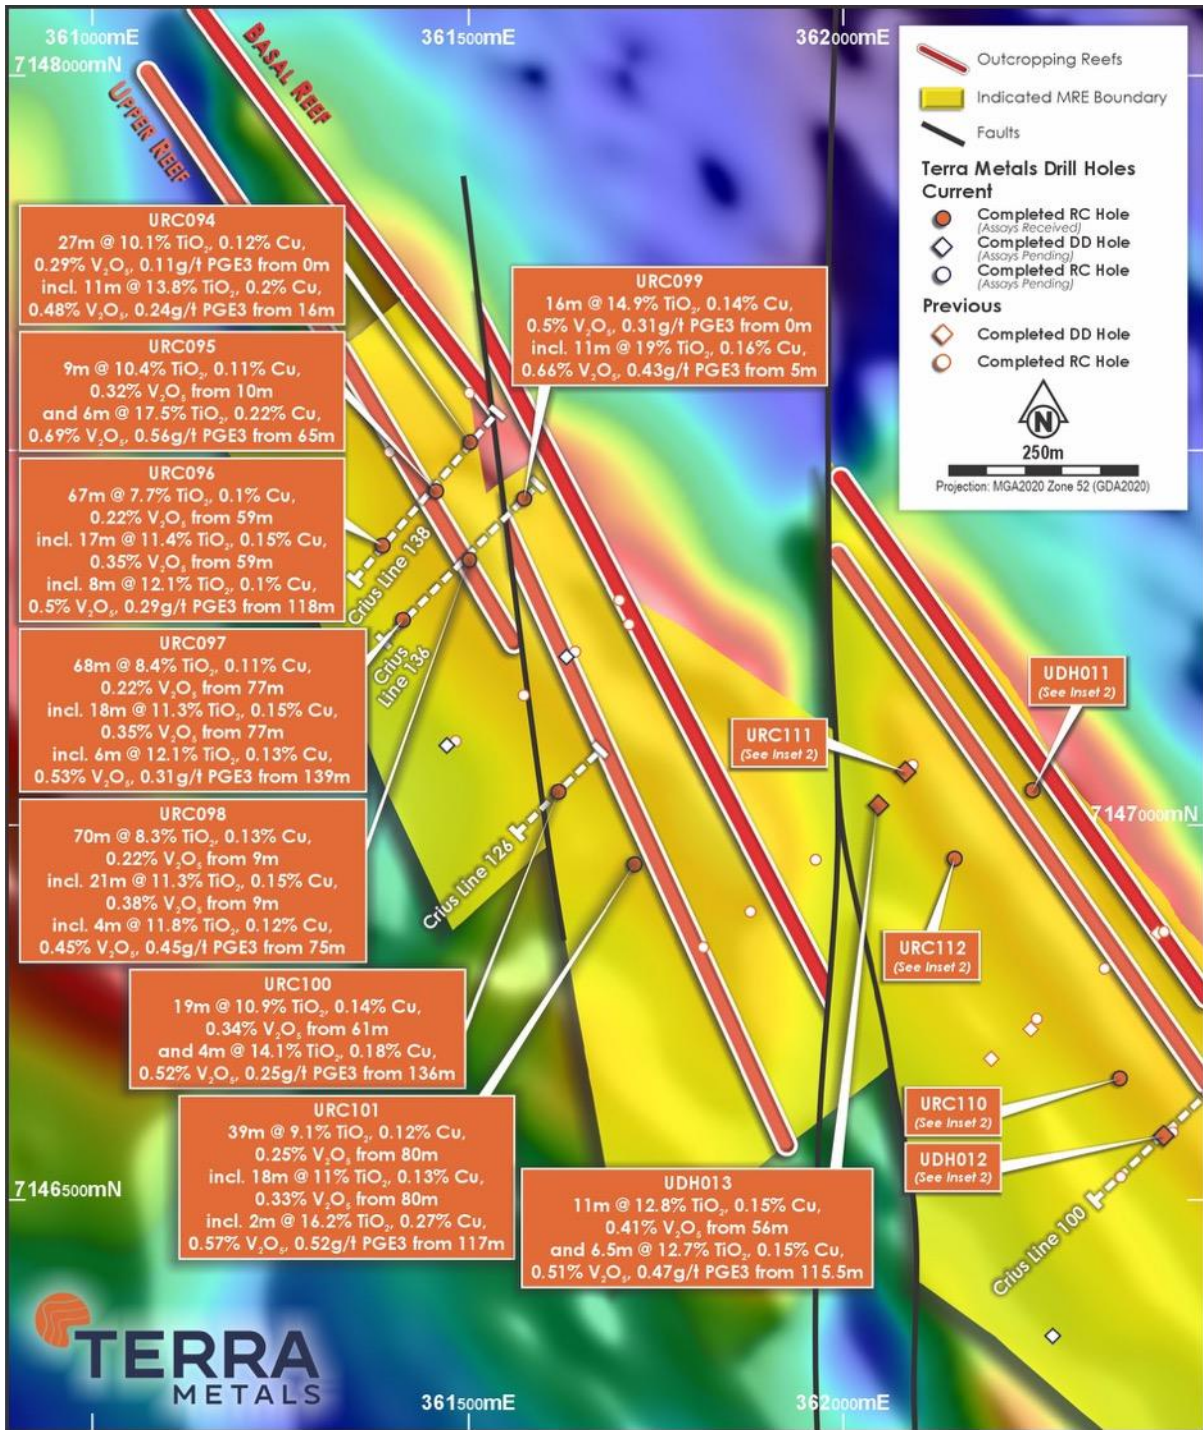 361000mE
361500mE
362000mE
7148000mN
BASAL REEF
UPPER REEF
Outcropping Reefs
Indicated MRE Boundary
Faults
Terra Metals Drill Holes
Current
Completed RC Hole
(Assays Received)
Completed DD Hole
(Assays Pending)
Completed RC Hole
(Assays Pending)
Previous
Completed DD Hole
Completed RC Hole
N
250m
Projection: MGA2020 Zone 52 (GDA2020)
URC094
27m @ 10.1% TiO₂, 0.12% Cu,
0.29% V₂O₅, 0.11g/t PGE3 from 0m
incl. 11m @ 13.8% TiO₂, 0.2% Cu,
0.48% V₂O₅, 0.24g/t PGE3 from 16m
URC095
9m @ 10.4% TiO₂, 0.11% Cu,
0.32% V₂O₅ from 10m
and 6m @ 17.5% TiO₂, 0.22% Cu,
0.69% V₂O₅, 0.56g/t PGE3 from 65m
URC096
67m @ 7.7% TiO₂, 0.1% Cu,
0.22% V₂O₅ from 59m
incl. 17m @ 11.4% TiO₂, 0.15% Cu,
0.35% V₂O₅ from 59m
incl. 8m @ 12.1% TiO₂, 0.1% Cu,
0.5% V₂O₅, 0.29g/t PGE3 from 118m
URC097
68m @ 8.4% TiO₂, 0.11% Cu,
0.22% V₂O₅ from 77m
incl. 18m @ 11.3% TiO₂, 0.15% Cu,
0.35% V₂O₅ from 77m
incl. 6m @ 12.1% TiO₂, 0.13% Cu,
0.53% V₂O₅, 0.31g/t PGE3 from 139m
URC098
70m @ 8.3% TiO₂, 0.13% Cu,
0.22% V₂O₅ from 9m
incl. 21m @ 11.3% TiO₂, 0.15% Cu,
0.38% V₂O₅ from 9m
incl. 4m @ 11.8% TiO₂, 0.12% Cu,
0.45% V₂O₅, 0.45g/t PGE3 from 75m
URC099
16m @ 14.9% TiO₂, 0.14% Cu,
0.5% V₂O₅, 0.31g/t PGE3 from 0m
incl. 11m @ 19% TiO₂, 0.16% Cu,
0.66% V₂O₅, 0.43g/t PGE3 from 5m
Crius Line 138
Crius
Line 136
Crius Line 126
UDH011
(See Inset 2)
URC111
(See Inset 2)
7147000mN
URC112
(See Inset 2)
URC100
19m @ 10.9% TiO₂, 0.14% Cu,
0.34% V₂O₅ from 61m
and 4m @ 14.1% TiO₂, 0.18% Cu,
0.52% V₂O₅, 0.25g/t PGE3 from 136m
URC101
39m @ 9.1% TiO₂, 0.12% Cu,
0.25% V₂O₅ from 80m
incl. 18m @ 11% TiO₂, 0.13% Cu,
0.33% V₂O₅ from 80m
incl. 2m @ 16.2% TiO₂, 0.27% Cu,
0.57% V₂O₅, 0.52g/t PGE3 from 117m
URC110
(See Inset 2)
UDH012
(See Inset 2)
UDH013
11m @ 12.8% TiO₂, 0.15% Cu,
0.41% V₂O₅ from 56m
and 6.5m @ 12.7% TiO₂, 0.15% Cu,
0.51% V₂O₅, 0.47g/t PGE3 from 115.5m
7146500mN
Crius Line 100
TERRA
METALS
361500mE
362000mE